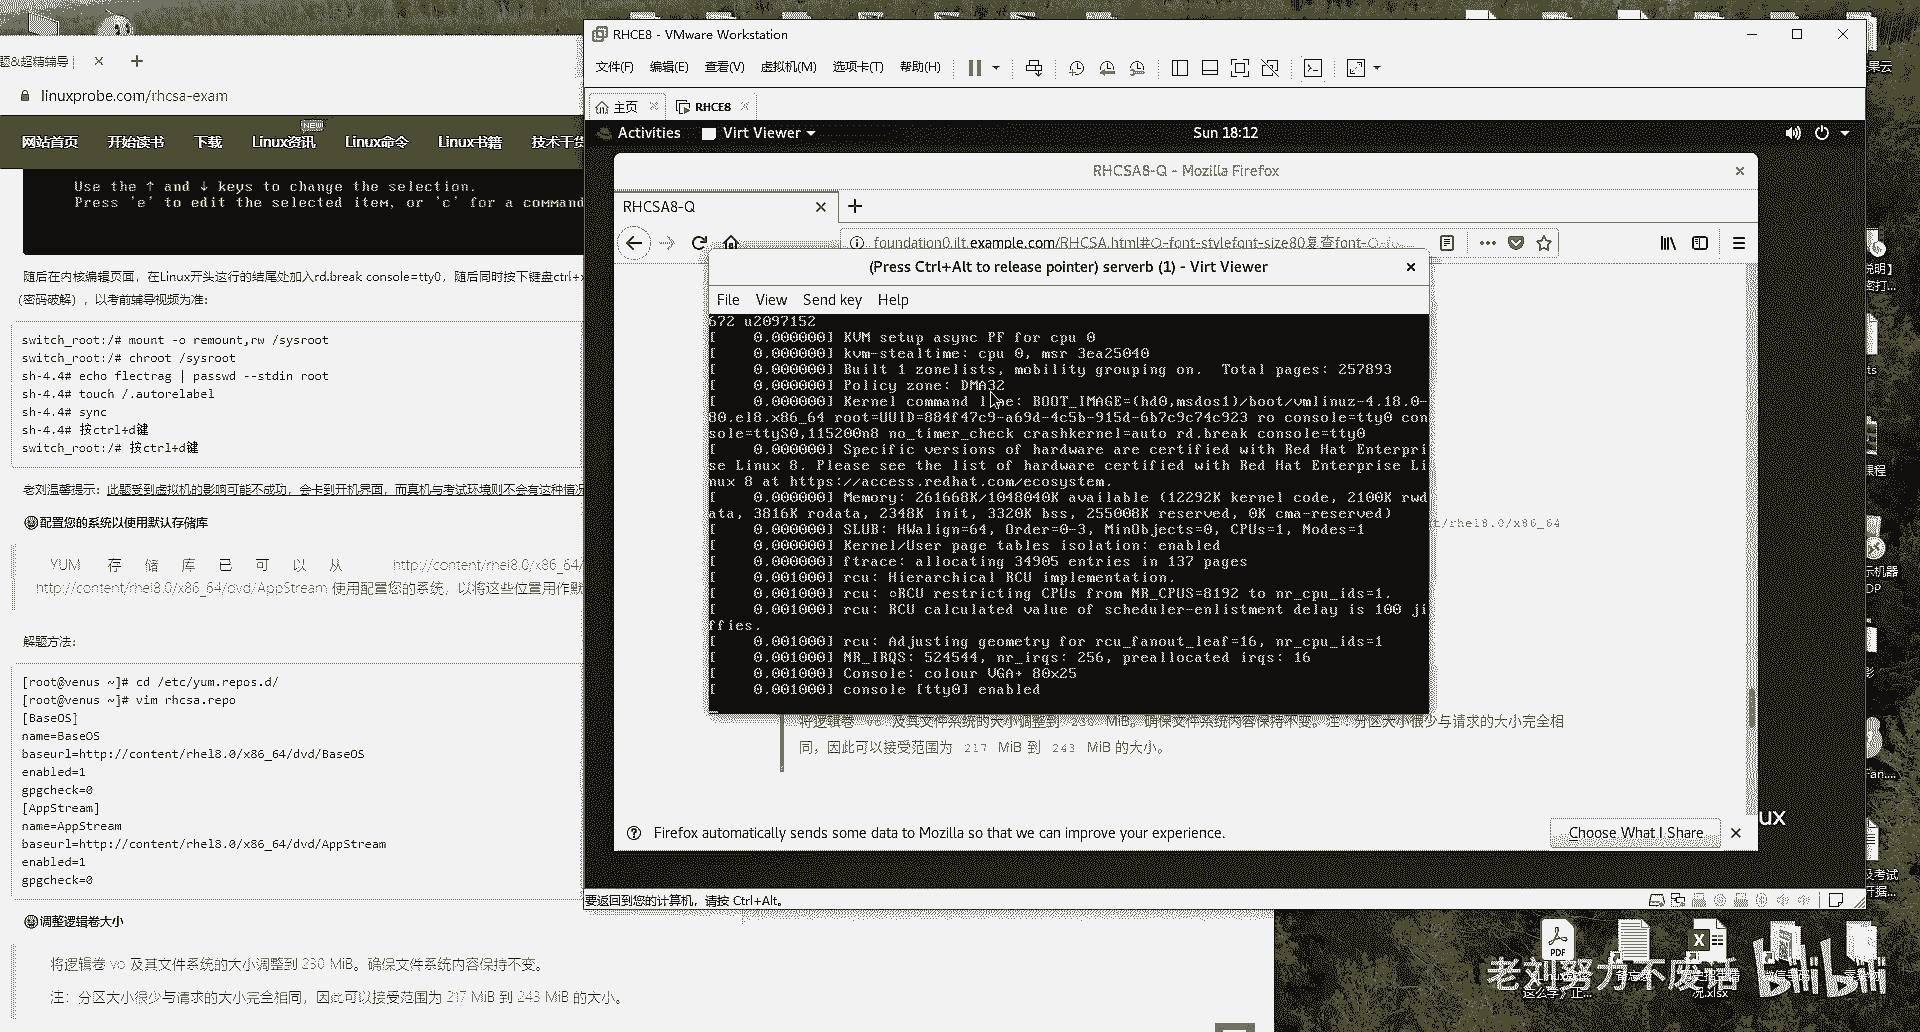 题&超精辅导
linuxprobe.com/rhcsa-exam
网站首页 开始读书 下载 Linux资讯 NEW Linux命令 Linux书籍 技术干货
Use the ↑ and ↓ keys to change the selection.
Press 'e' to edit the selected item, or 'c' for a command
随后在内核编辑页面，在Linux开头这行的结尾处加入rd.break console=tty0，随后同时按下键盘ctrl+x
（密码破解），以考前辅导视频为准：
switch_root:/# mount -o remount,rw /sysroot
switch_root:/# chroot /sysroot
sh-4.4# echo flectrag | passwd --stdin root
sh-4.4# touch /.autorelabel
sh-4.4# sync
sh-4.4# 按ctrl+d键
switch_root:/# 按ctrl+d键
老刘温馨提示：此题受到虚拟机的影响可能不成功，会卡到开机界面，而真机与考试环境则不会有这种情况
配置您的系统以使用默认存储库
YUM 存储库已可以从 http://content/rhel8.0/x86_64/
http://content/rhel8.0/x86_64/dvd/AppStream 使用配置您的系统，以将这些位置用作默
解题方法：
[root@venus ~]# cd /etc/yum.repos.d/
[root@venus ~]# vim rhcsa.repo
[BaseOS]
name=BaseOS
baseurl=http://content/rhel8.0/x86_64/dvd/BaseOS
enabled=1
gpgcheck=0
[AppStream]
name=AppStream
baseurl=http://content/rhel8.0/x86_64/dvd/AppStream
enabled=1
gpgcheck=0
调整逻辑卷大小
将逻辑卷 vo 及其文件系统的大小调整到 230 MiB。确保文件系统内容保持不变。
注：分区大小很少与请求的大小完全相同，因此可以接受范围为 217 MiB 到 243 MiB 的大小。
RHCE8 - VMware Workstation
文件(F) 编辑(E) 查看(V) 虚拟机(M) 选项卡(T) 帮助(H)
主页 RHCE8
Activities Virt Viewer Sun 18:12
RHCSA8-Q - Mozilla Firefox
RHCSA8-Q
foundation0.ilt.example.com/RHCSA.html#Q-font-stylefont-size80复查font-
(Press Ctrl+Alt to release pointer) serverb (1) - Virt Viewer
File View Send key Help
672 u2097152
[    0.000000] KVM setup async PF for cpu 0
[    0.000000] kvm-stealtime: cpu 0, msr 3ea25040
[    0.000000] Built 1 zonelists, mobility grouping on.  Total pages: 257893
[    0.000000] Policy zone: DMA32
[    0.000000] Kernel command line: BOOT_IMAGE=(hd0,msdos1)/boot/vmlinuz-4.18.0-
80.el8.x86_64 root=UUID=884f47c9-a69d-4c5b-915d-6b7c9c74c923 ro console=tty0 con
sole=ttyS0,115200n8 no_timer_check crashkernel=auto rd.break console=tty0
[    0.000000] Specific versions of hardware are certified with Red Hat Enterpri
se Linux 8. Please see the list of hardware certified with Red Hat Enterprise Li
nux 8 at https://access.redhat.com/ecosystem.
[    0.000000] Memory: 261668K/1048040K available (12292K kernel code, 2100K rwd
ata, 3816K rodata, 2348K init, 3320K bss, 255008K reserved, 0K cma-reserved)
[    0.000000] SLUB: HWalign=64, Order=0-3, MinObjects=0, CPUs=1, Nodes=1
[    0.000000] Kernel/User page tables isolation: enabled
[    0.000000] ftrace: allocating 34905 entries in 137 pages
[    0.001000] rcu: Hierarchical RCU implementation.
[    0.001000] rcu: ○RCU restricting CPUs from NR_CPUS=8192 to nr_cpu_ids=1.
[    0.001000] rcu: RCU calculated value of scheduler-enlistment delay is 100 ji
ffies.
[    0.001000] rcu: Adjusting geometry for rcu_fanout_leaf=16, nr_cpu_ids=1
[    0.001000] NR_IRQS: 524544, nr_irqs: 256, preallocated irqs: 16
[    0.001000] Console: colour VGA+ 80x25
[    0.001000] console [tty0] enabled
t/rhel8.0/x86_64
将逻辑卷 vo 及其文件系统的大小调整到 230 MiB。确保文件系统内容保持不变。注：分区大小很少与请求的大小完全相
同，因此可以接受范围为 217 MiB 到 243 MiB 的大小。
Firefox automatically sends some data to Mozilla so that we can improve your experience.
Choose What I Share
ux
要返回到您的计算机，请按 Ctrl+Alt。
果云
说明】
ts
课程
示机器
DP
an....
及考试
PDF
老刘努力不废话 bilibili
况.xlsx